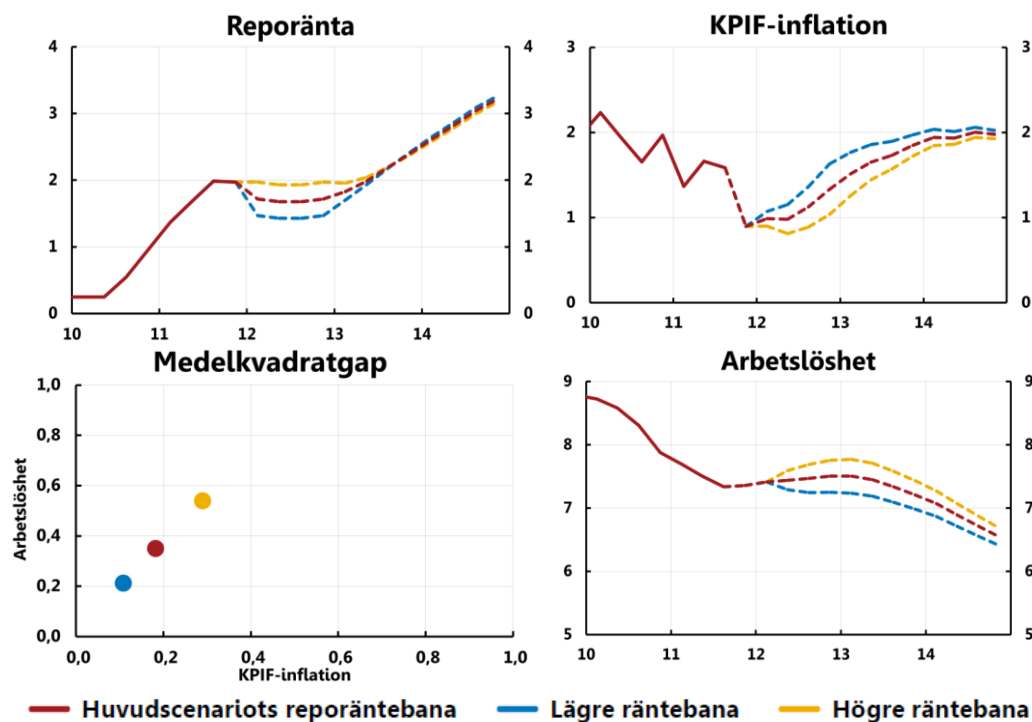 Reporänta
4 4
3 3
2 2
1 1
0 0
10 11 12 13 14
KPIF-inflation
3 3
2 2
1 1
0 0
10 11 12 13 14
Medelkvadratgap
Arbetslöshet
1,0
0,8
0,6
0,4
0,2
0,0
0,0 0,2 0,4 0,6 0,8 1,0
KPIF-inflation
Arbetslöshet
9 9
8 8
7 7
6 6
5 5
10 11 12 13 14
Huvudscenariots reporäntebana Lägre räntebana Högre räntebana